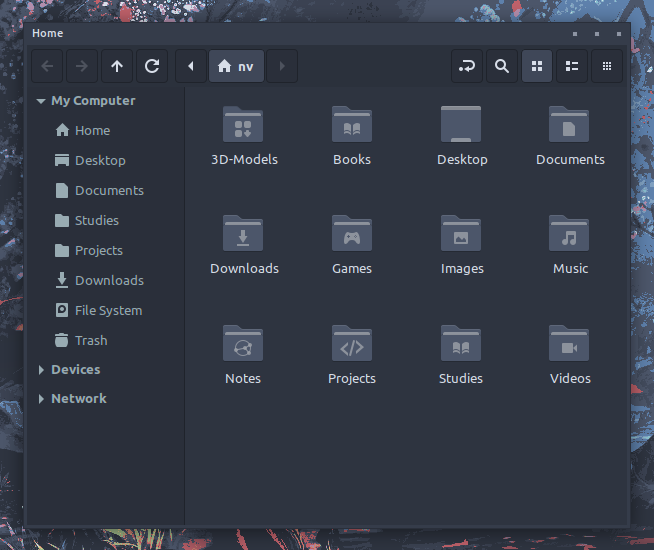 Home
nv
My Computer
Home
Desktop
Documents
Studies
Projects
Downloads
File System
Trash
Devices
Network
3D-Models Books Desktop Documents
Downloads Games Images Music
Notes Projects Studies Videos